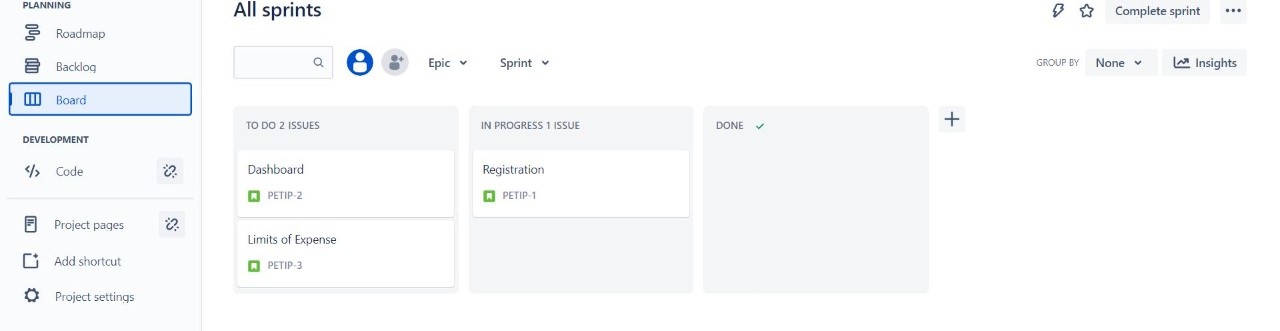 PLANNING
Roadmap
Backlog
Board
DEVELOPMENT
Code
Project pages
Add shortcut
Project settings
All sprints
Complete sprint
Epic
Sprint
GROUP BY
None
Insights
TO DO 2 ISSUES
Dashboard
PETIP-2
Limits of Expense
PETIP-3
IN PROGRESS 1 ISSUE
Registration
PETIP-1
DONE